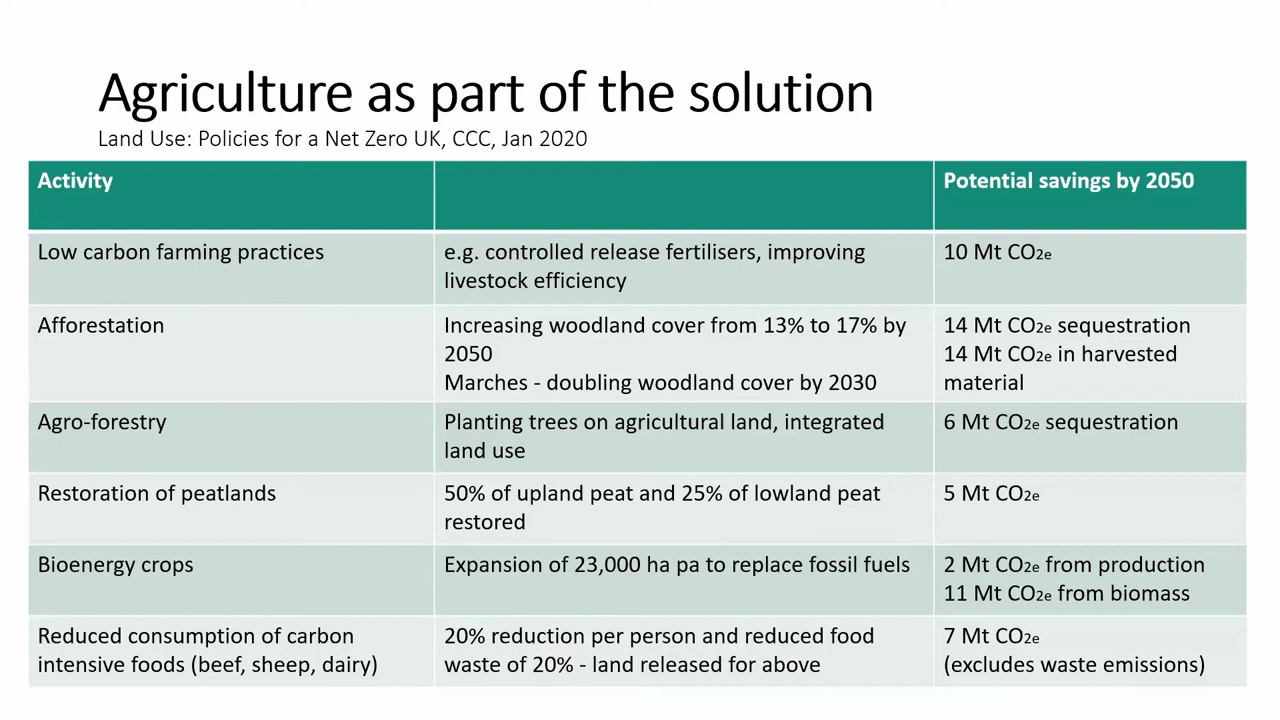 Agriculture as part of the solution
Land Use: Policies for a Net Zero UK, CCC, Jan 2020
Activity
Potential savings by 2050
Low carbon farming practices
e.g. controlled release fertilisers, improving
livestock efficiency
10 Mt CO2e
Afforestation
Increasing woodland cover from 13% to 17% by
2050
Marches - doubling woodland cover by 2030
14 Mt CO2e sequestration
14 Mt CO2e in harvested
material
Agro-forestry
Planting trees on agricultural land, integrated
land use
6 Mt CO2e sequestration
Restoration of peatlands
50% of upland peat and 25% of lowland peat
restored
5 Mt CO2e
Bioenergy crops
Expansion of 23,000 ha pa to replace fossil fuels
2 Mt CO2e from production
11 Mt CO2e from biomass
Reduced consumption of carbon
intensive foods (beef, sheep, dairy)
20% reduction per person and reduced food
waste of 20% - land released for above
7 Mt CO2e
(excludes waste emissions)